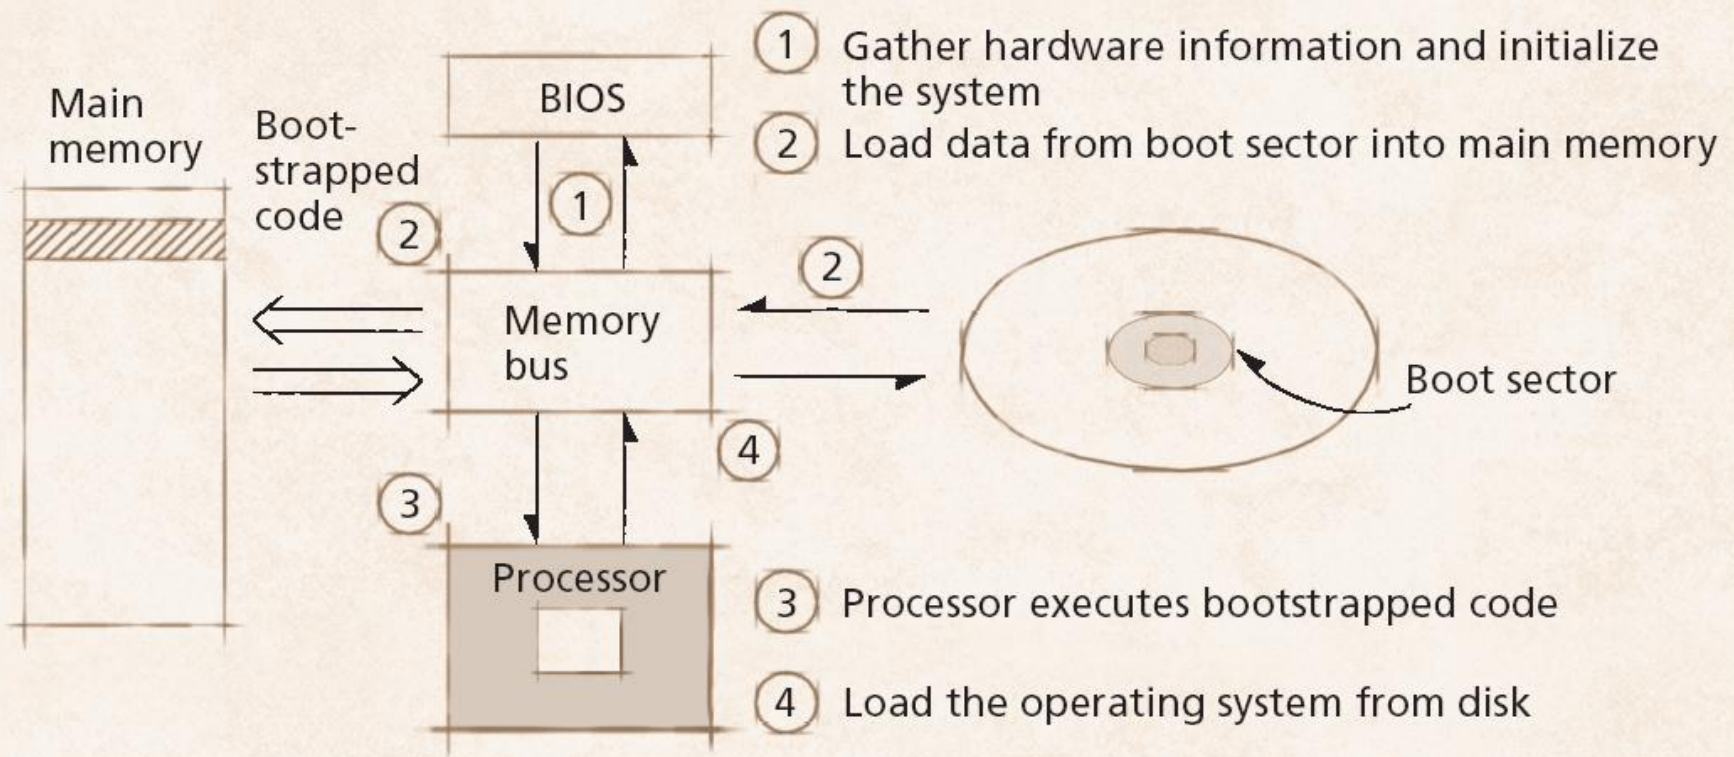 1 Gather hardware information and initialize
the system
2 Load data from boot sector into main memory
Main
memory
Boot-
strapped
code
BIOS
1
2
2
Memory
bus
Boot sector
4
3
Processor
3 Processor executes bootstrapped code
4 Load the operating system from disk